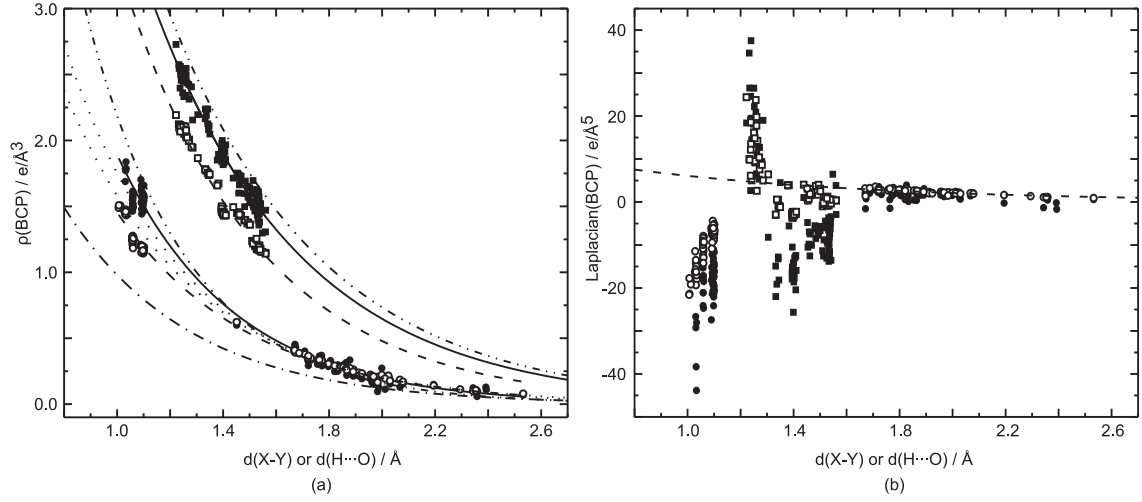 3.0
2.0
1.0
0.0
ρ(BCP) / e/Å3
1.0 1.4 1.8 2.2 2.6
d(X-Y) or d(H···O) / Å
(a)
40
20
0
-20
-40
Laplacian(BCP) / e/Å5
1.0 1.4 1.8 2.2 2.6
d(X-Y) or d(H···O) / Å
(b)